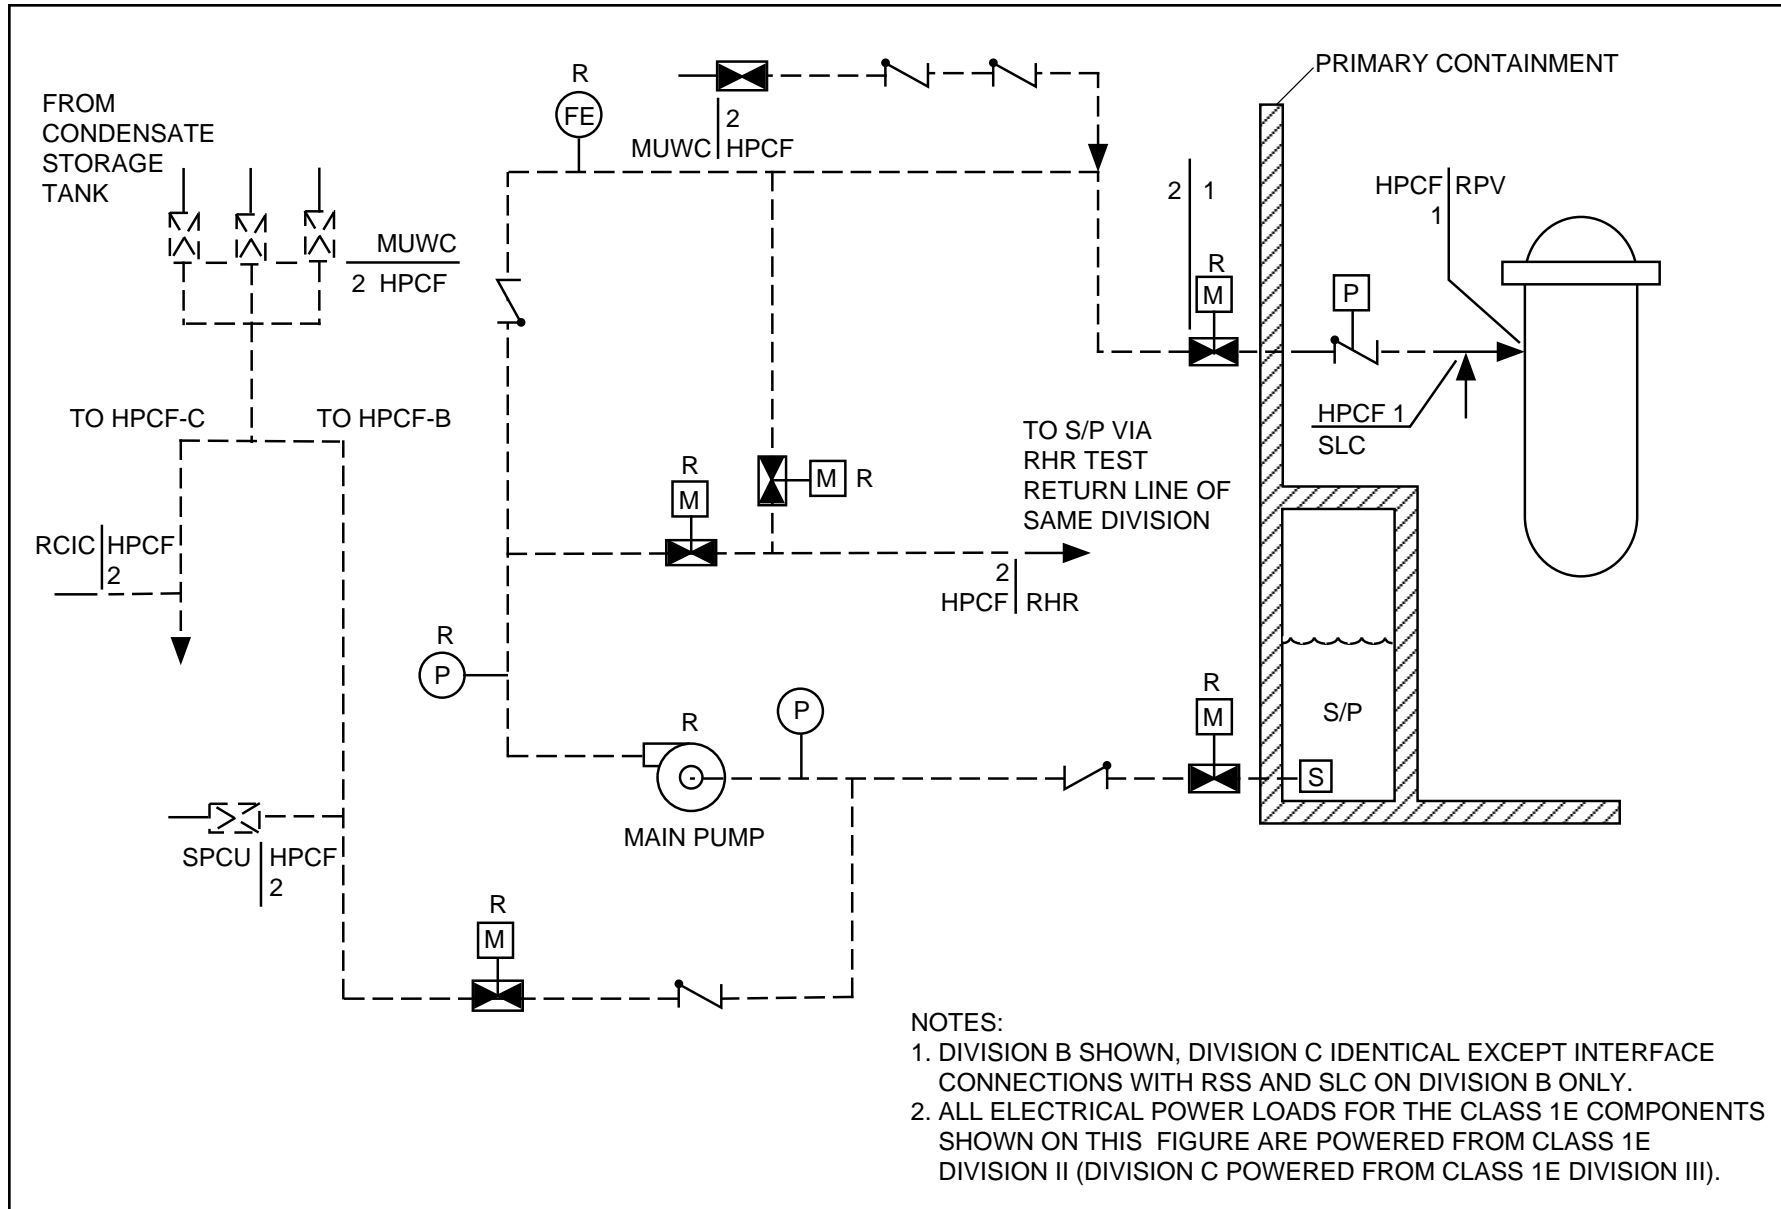 FROM
CONDENSATE
STORAGE
TANK
R
FE
2
MUWC HPCF
PRIMARY CONTAINMENT
2 1
HPCF RPV
1
MUWC
2 HPCF
R
M
P
HPCF 1
SLC
TO HPCF-C
TO HPCF-B
TO S/P VIA
RHR TEST
RETURN LINE OF
SAME DIVISION
R
M
M R
RCIC HPCF
2
2
HPCF RHR
R
P
R
P
MAIN PUMP
R
M
S/P
S
SPCU HPCF
2
R
M
NOTES:
1. DIVISION B SHOWN, DIVISION C IDENTICAL EXCEPT INTERFACE
CONNECTIONS WITH RSS AND SLC ON DIVISION B ONLY.
2. ALL ELECTRICAL POWER LOADS FOR THE CLASS 1E COMPONENTS
SHOWN ON THIS FIGURE ARE POWERED FROM CLASS 1E
DIVISION II (DIVISION C POWERED FROM CLASS 1E DIVISION III).